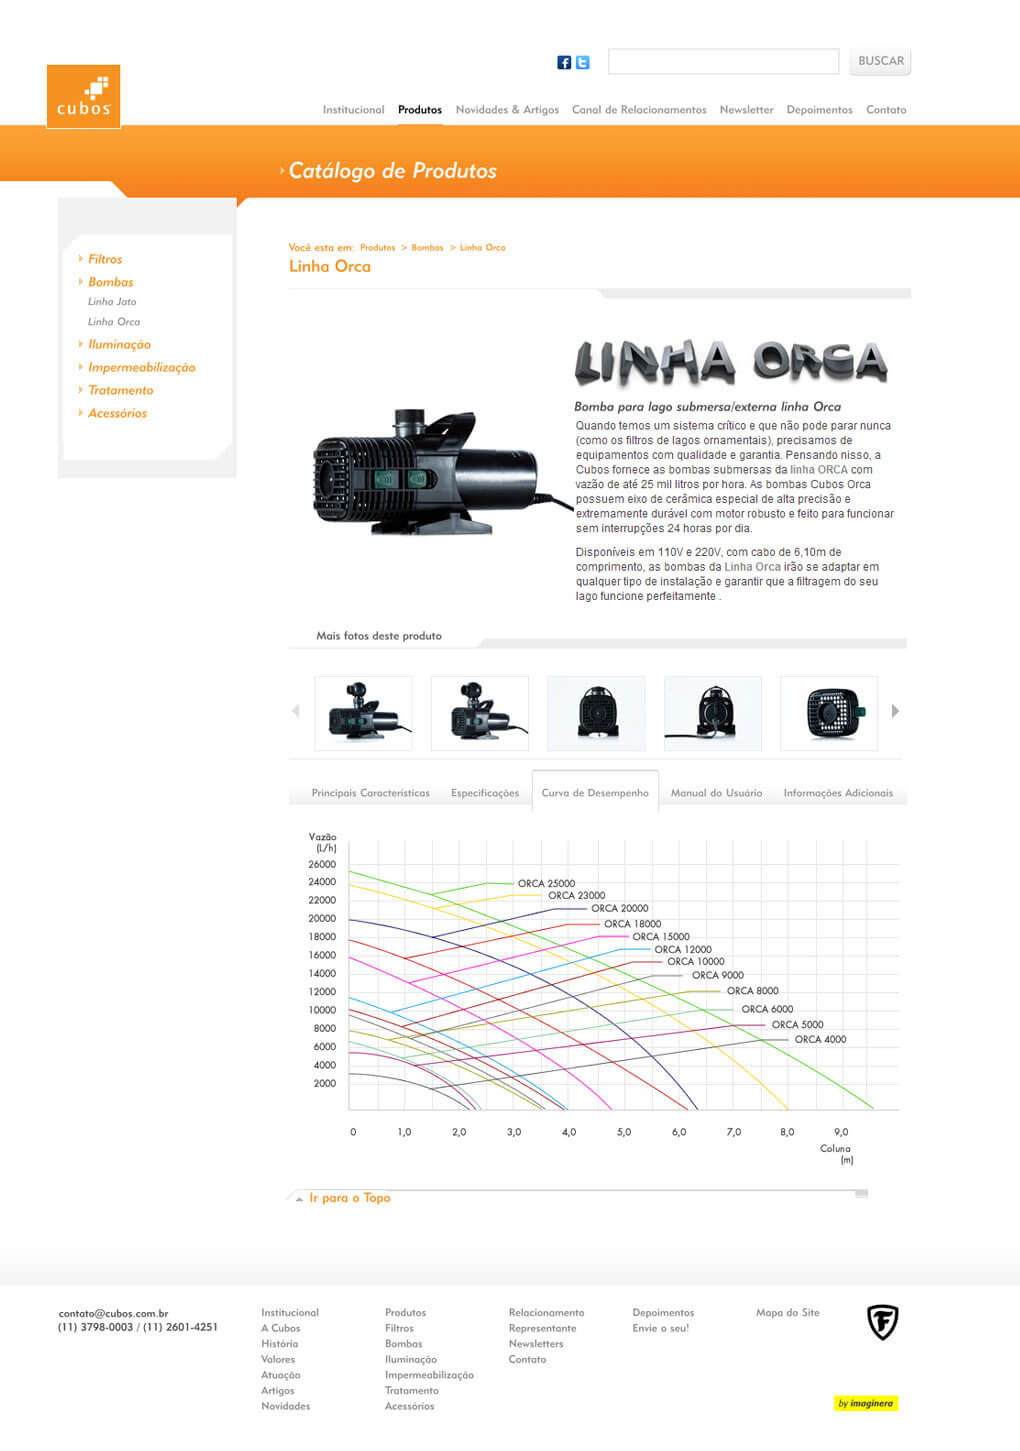 BUSCAR
cubos
Institucional Produtos Novidades & Artigos Canal de Relacionamentos Newsletter Depoimentos Contato
Catálogo de Produtos
Filtros
Bombas
Linha Jato
Linha Orca
Iluminação
Impermeabilização
Tratamento
Acessórios
Você esta em: Produtos > Bombos > Linha Orca
Linha Orca
LINHA ORCA
Bomba para lago submersa/externa linha Orca
Quando temos um sistema crítico e que não pode parar nunca
(como os filtros de lagos ornamentais), precisamos de
equipamentos com qualidade e garantia. Pensando nisso, a
Cubos fornece as bombas submersas da linha ORCA com
vazão de até 25 mil litros por hora. As bombas Cubos Orca
possuem eixo de cerâmica especial de alta precisão e
extremamente durável com motor robusto e feito para funcionar
sem interrupções 24 horas por dia.
Disponíveis em 110V e 220V, com cabo de 6,10m de
comprimento, as bombas da Linha Orca irão se adaptar em
qualquer tipo de instalação e garantir que a filtragem do seu
lago funcione perfeitamente .
Mais fotos deste produto
Principais Caracteristicas Especificações Curva de Desempenho Manual do Usuário Informações Adicionais
Vazão
(L/h)
26000
24000
22000
20000
18000
16000
14000
12000
10000
8000
6000
4000
2000
ORCA 25000
ORCA 23000
ORCA 20000
ORCA 18000
ORCA 15000
ORCA 12000
ORCA 10000
ORCA 9000
ORCA 8000
ORCA 6000
ORCA 5000
ORCA 4000
0 1,0 2,0 3,0 4,0 5,0 6,0 7,0 8,0 9,0
Coluna
(m)
Ir para o Topo
contato@cubos.com.br
(11) 3798-0003 / (11) 2601-4251
Institucional
A Cubos
História
Valores
Atuação
Artigos
Novidades
Produtos
Filtros
Bombas
Iluminação
Impermeabilização
Tratamento
Acessórios
Relacionamento
Representante
Newsletters
Contato
Depoimentos
Envie o seu!
Mapa do Site
F
by imaginera